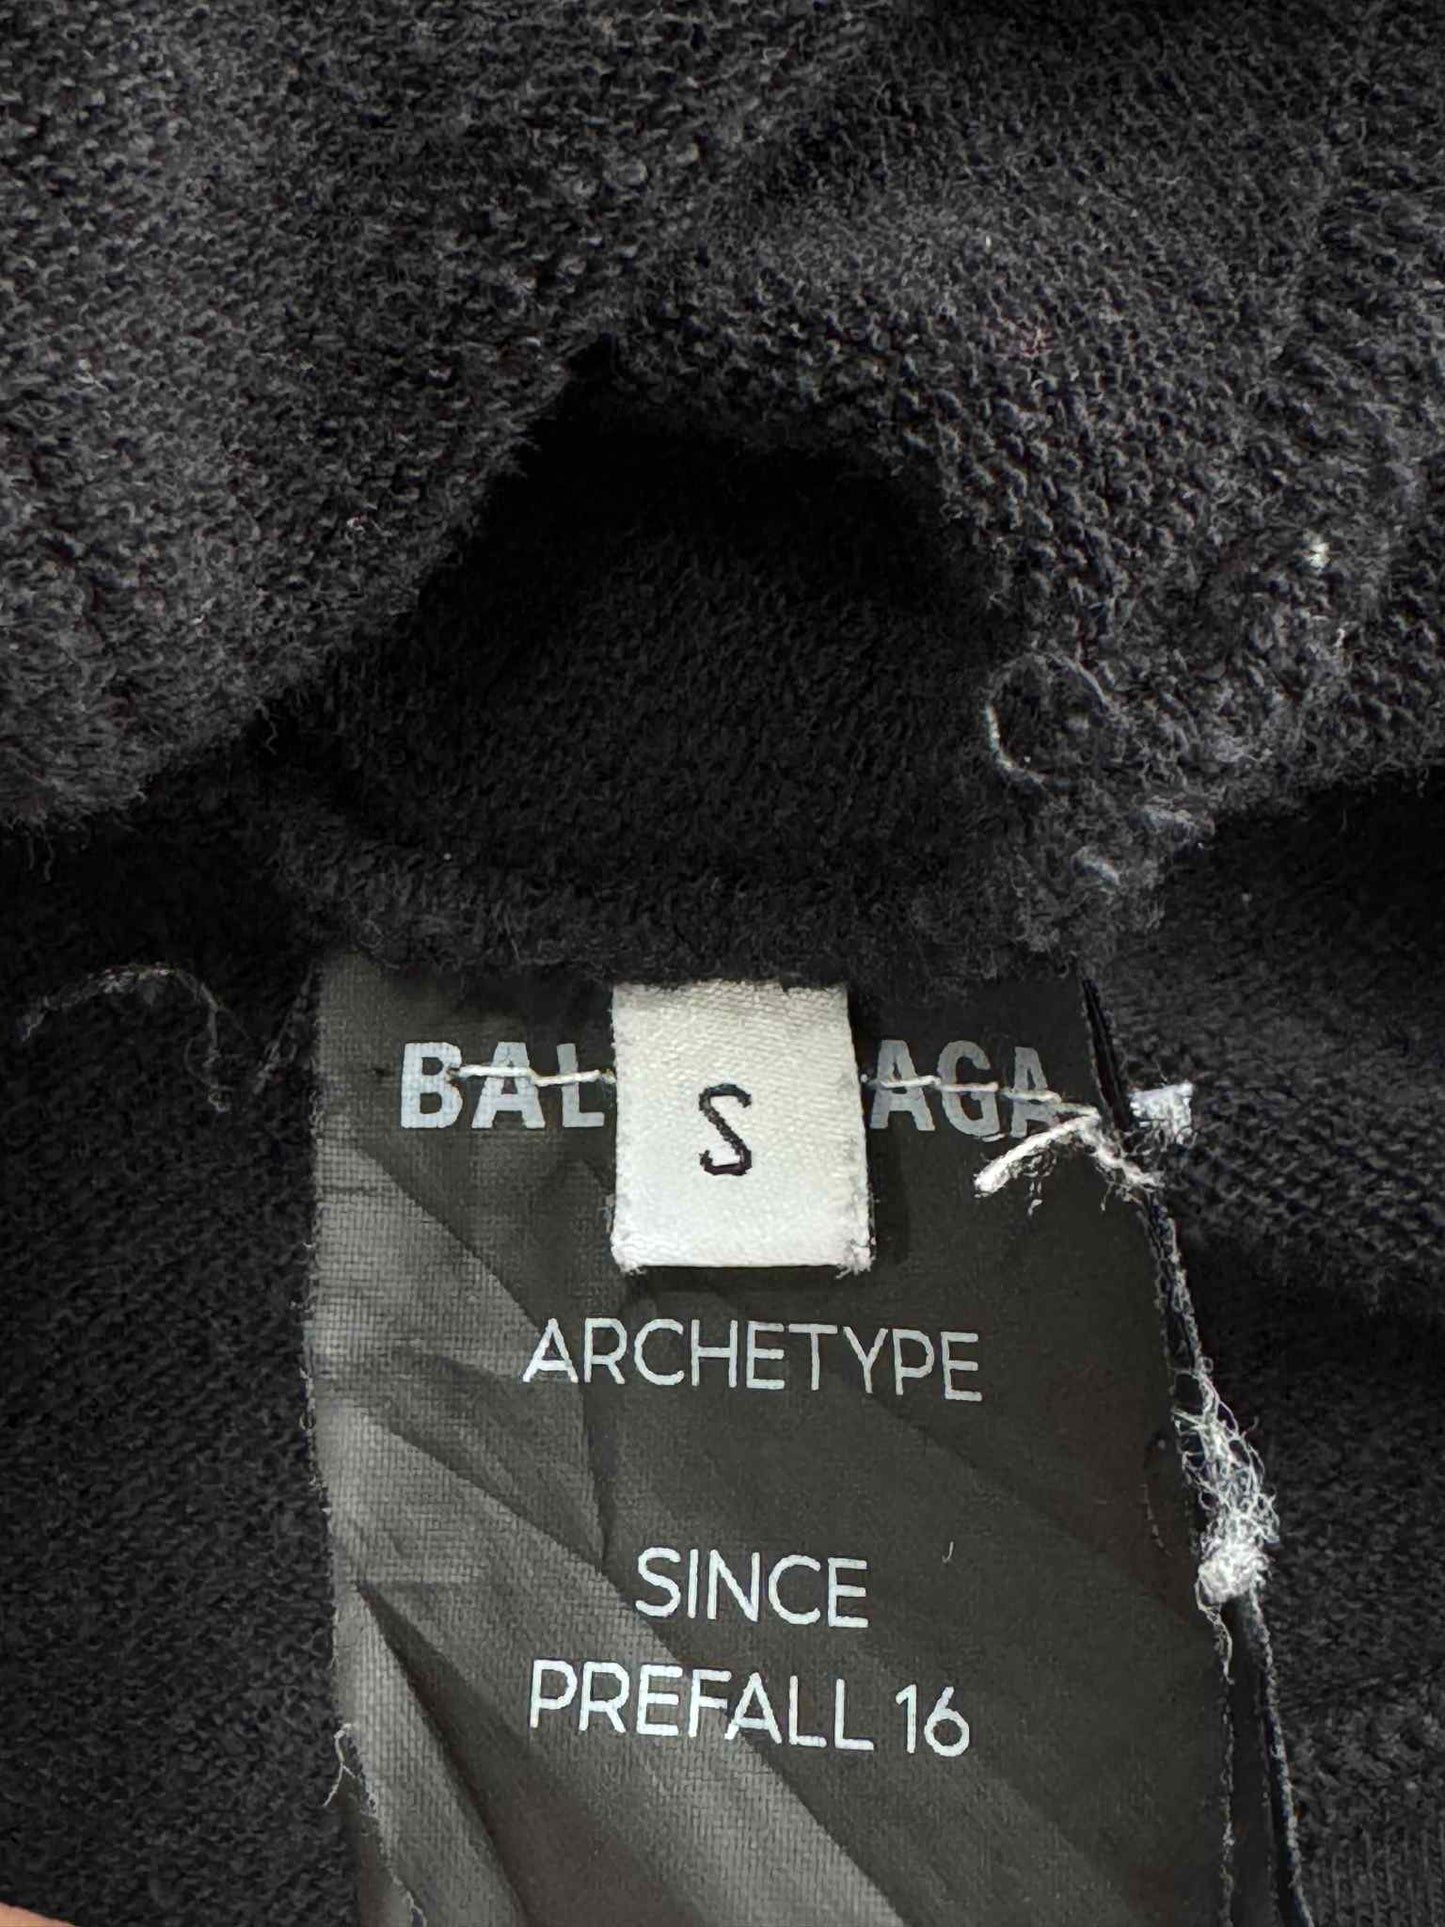 BAL AGA
S
ARCHETYPE
SINCE
PREFALL 16